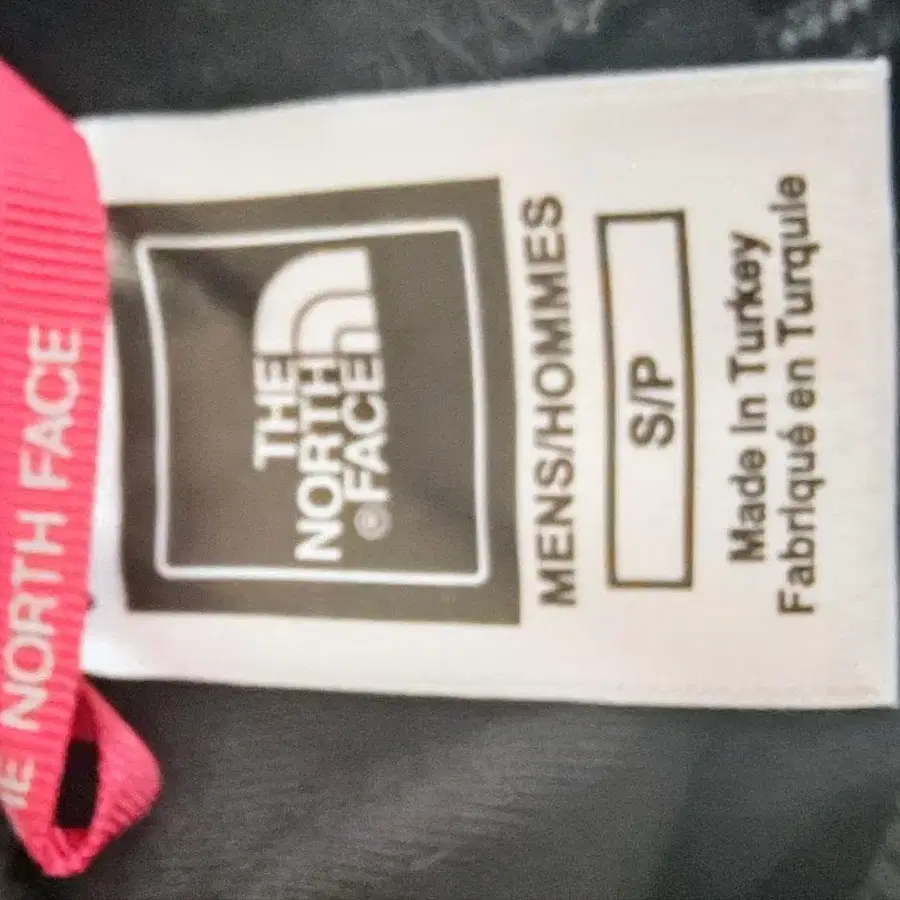 THE NORTH FACE
THE
NORTH
FACE®
MENS/HOMMES
S/P
Made In Turkey
Fabriqué en Turquie